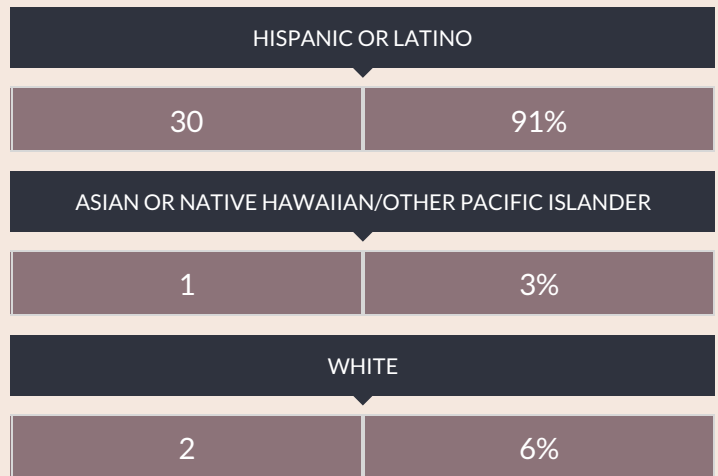 HISPANIC OR LATINO
30 91%
ASIAN OR NATIVE HAWAIIAN/OTHER PACIFIC ISLANDER
1 3%
WHITE
2 6%